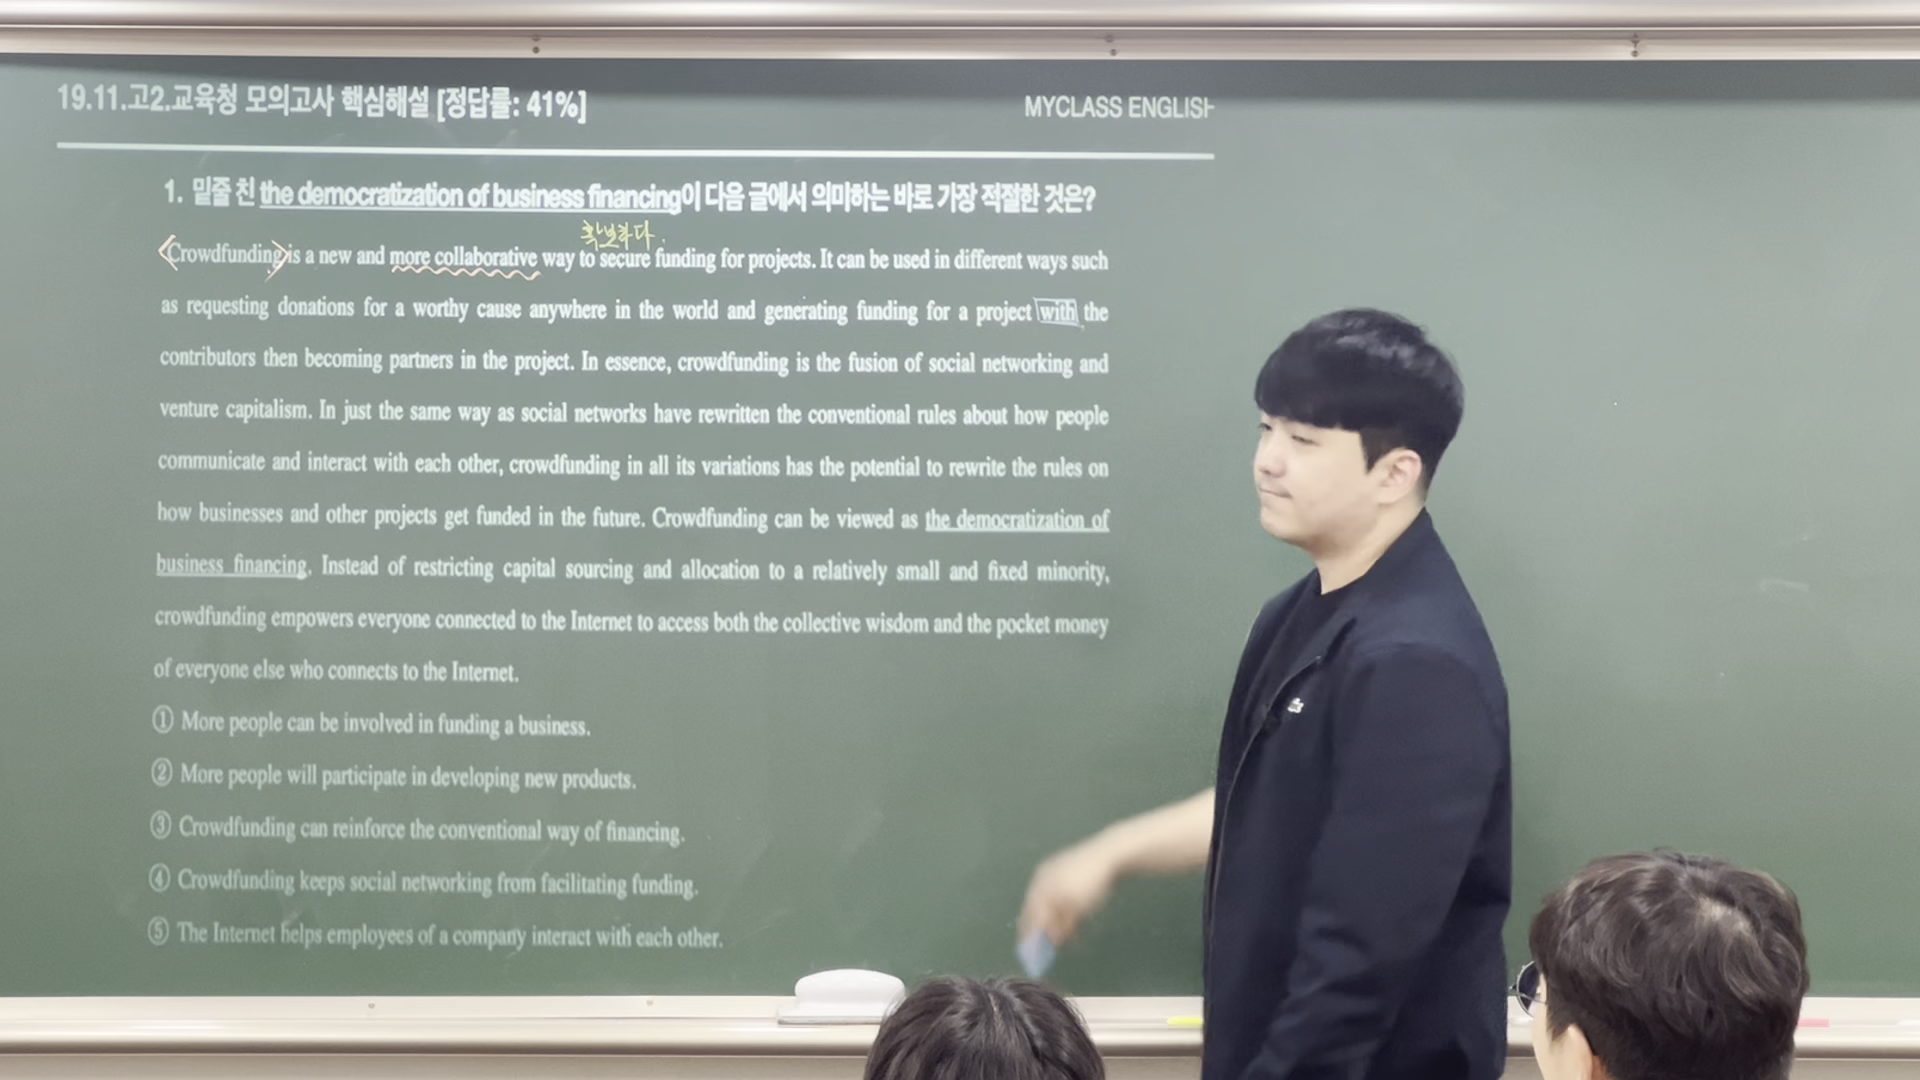 19.11.고2.교육청 모의고사 핵심해설 [정답률: 41%]
MYCLASS ENGLISH
1. 밑줄 친 the democratization of business financing이 다음 글에서 의미하는 바로 가장 적절한 것은?
확보하다
Crowdfunding is a new and more collaborative way to secure funding for projects. It can be used in different ways such
as requesting donations for a worthy cause anywhere in the world and generating funding for a project with the
contributors then becoming partners in the project. In essence, crowdfunding is the fusion of social networking and
venture capitalism. In just the same way as social networks have rewritten the conventional rules about how people
communicate and interact with each other, crowdfunding in all its variations has the potential to rewrite the rules on
how businesses and other projects get funded in the future. Crowdfunding can be viewed as the democratization of
business financing. Instead of restricting capital sourcing and allocation to a relatively small and fixed minority,
crowdfunding empowers everyone connected to the Internet to access both the collective wisdom and the pocket money
of everyone else who connects to the Internet.
① More people can be involved in funding a business.
② More people will participate in developing new products.
③ Crowdfunding can reinforce the conventional way of financing.
④ Crowdfunding keeps social networking from facilitating funding.
⑤ The Internet helps employees of a company interact with each other.